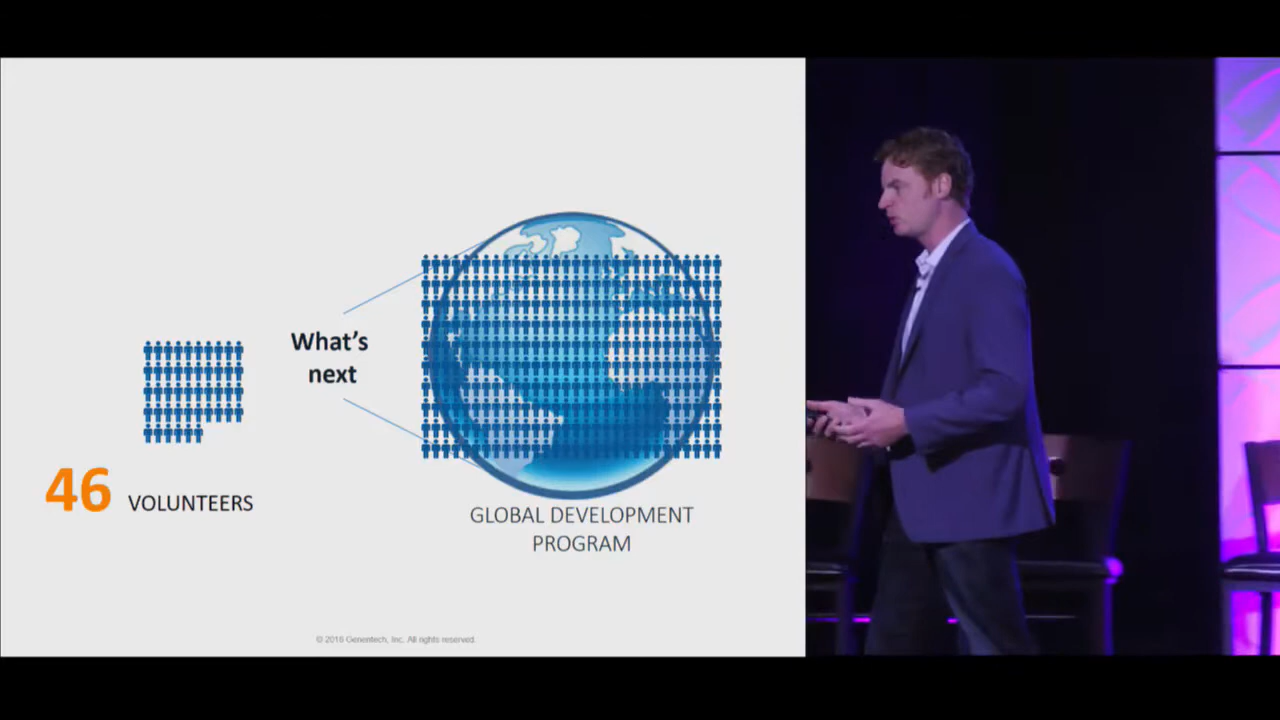 What's
next
46 VOLUNTEERS
GLOBAL DEVELOPMENT
PROGRAM
© 2018 Genentech, Inc. All rights reserved.